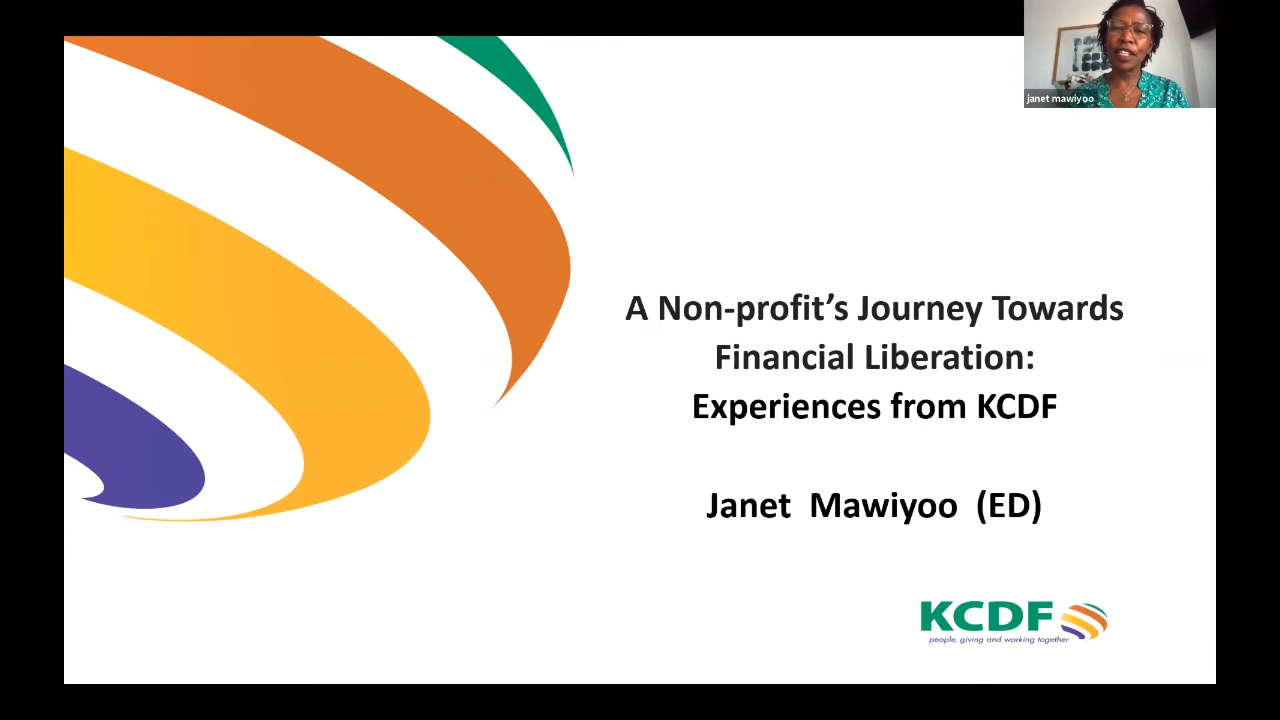 janet mawiyoo
A Non-profit’s Journey Towards
Financial Liberation:
Experiences from KCDF
Janet Mawiyoo (ED)
KCDF
people, giving and working together